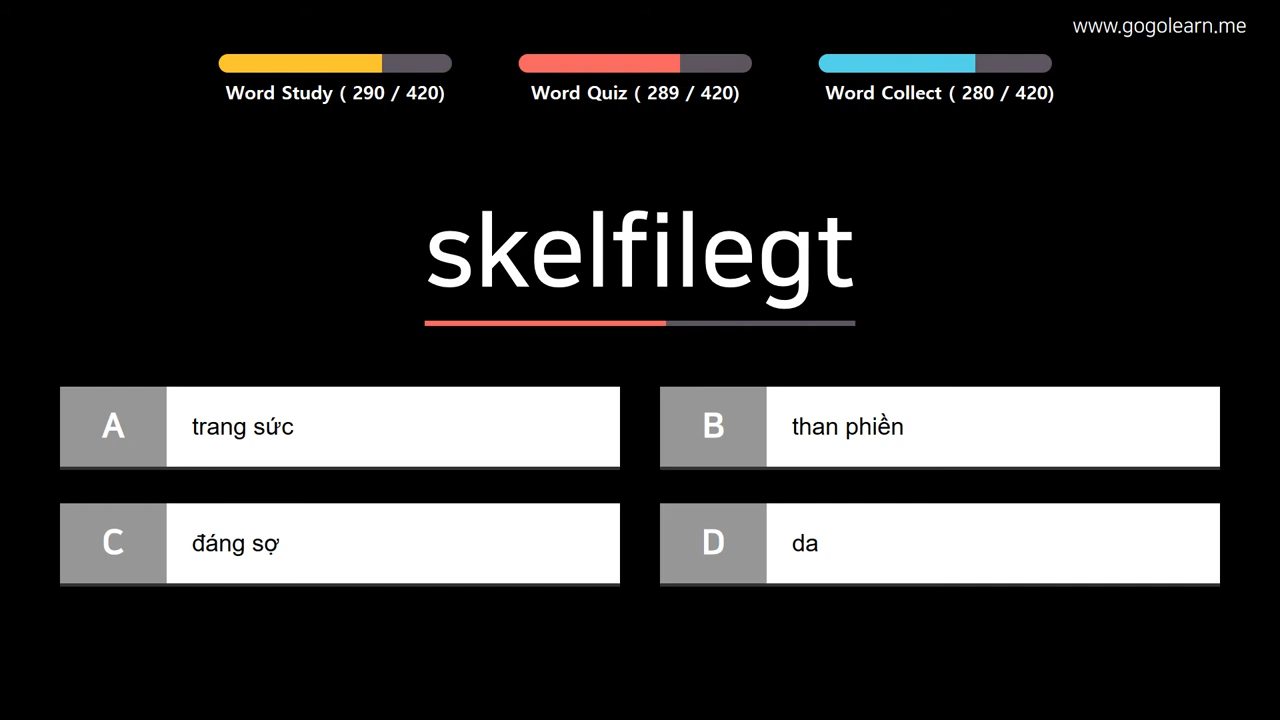 www.gogolearn.me
Word Study ( 290 / 420)
Word Quiz ( 289 / 420)
Word Collect ( 280 / 420)
skelfilegt
A trang sức
B than phiền
C đáng sợ
D da